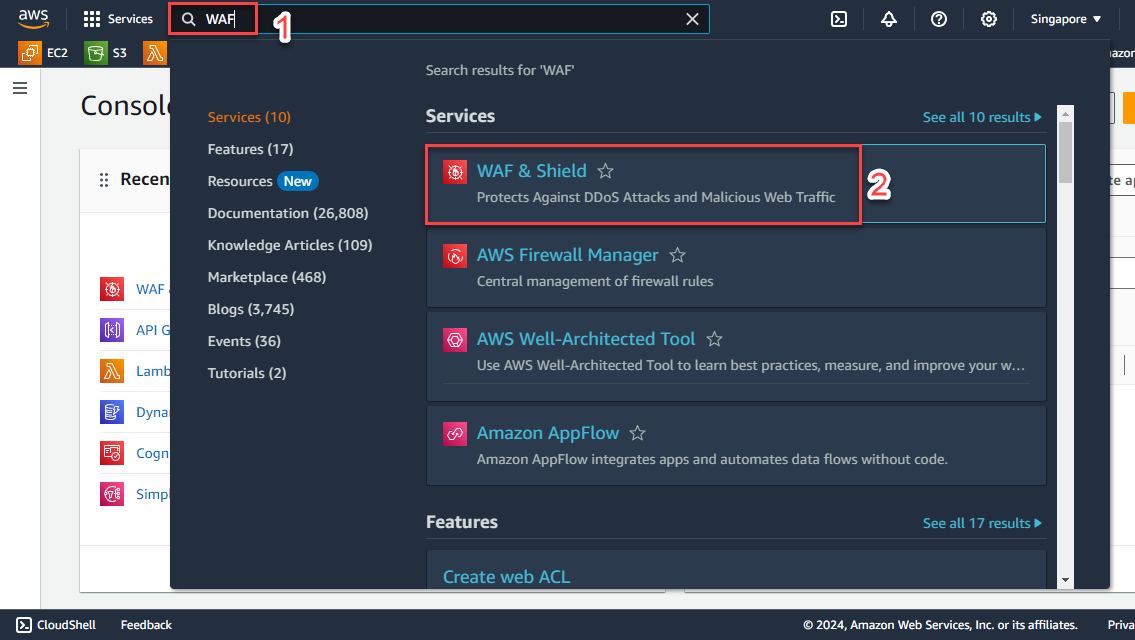 aws
Services
WAF
1
Singapore
EC2
S3
Search results for 'WAF'
Services (10)
Features (17)
Resources New
Documentation (26,808)
Knowledge Articles (109)
Marketplace (468)
Blogs (3,745)
Events (36)
Tutorials (2)
Services
See all 10 results
WAF & Shield
2
Protects Against DDoS Attacks and Malicious Web Traffic
AWS Firewall Manager
Central management of firewall rules
AWS Well-Architected Tool
Use AWS Well-Architected Tool to learn best practices, measure, and improve your w…
Amazon AppFlow
Amazon AppFlow integrates apps and automates data flows without code.
Features
See all 17 results
Create web ACL
Consol
Recen
WAF
API G
Lamb
Dyna
Cogn
Simpl
te ap
CloudShell
Feedback
© 2024, Amazon Web Services, Inc. or its affiliates.
Priva